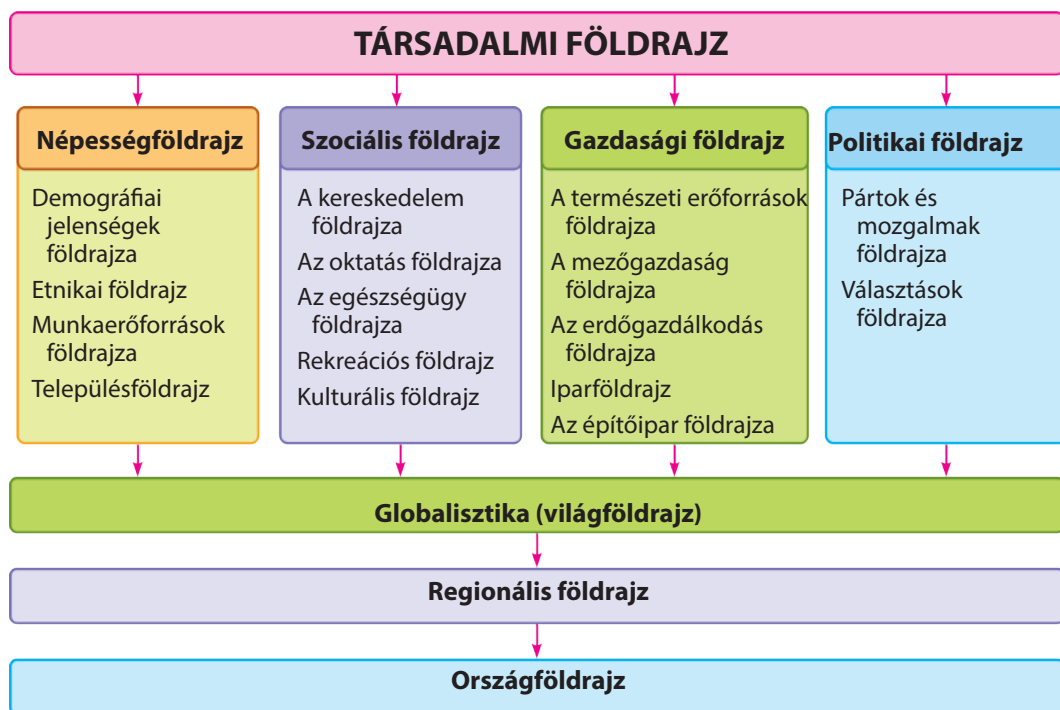 TÁRSADALMI FÖLDRAJZ
Népességföldrajz
Demográfiai
jelenségek
földrajza
Etnikai földrajz
Munkaerőforrások
földrajza
Településföldrajz
Szociális földrajz
A kereskedelem
földrajza
Az oktatás földrajza
Az egészségügy
földrajza
Rekreációs földrajz
Kulturális földrajz
Gazdasági földrajz
A természeti erőforrások
földrajza
A mezőgazdaság
földrajza
Az erdőgazdálkodás
földrajza
Iparföldrajz
Az építőipar földrajza
Politikai földrajz
Pártok és
mozgalmak
földrajza
Választások
földrajza
Globalisztika (világföldrajz)
Regionális földrajz
Országföldrajz